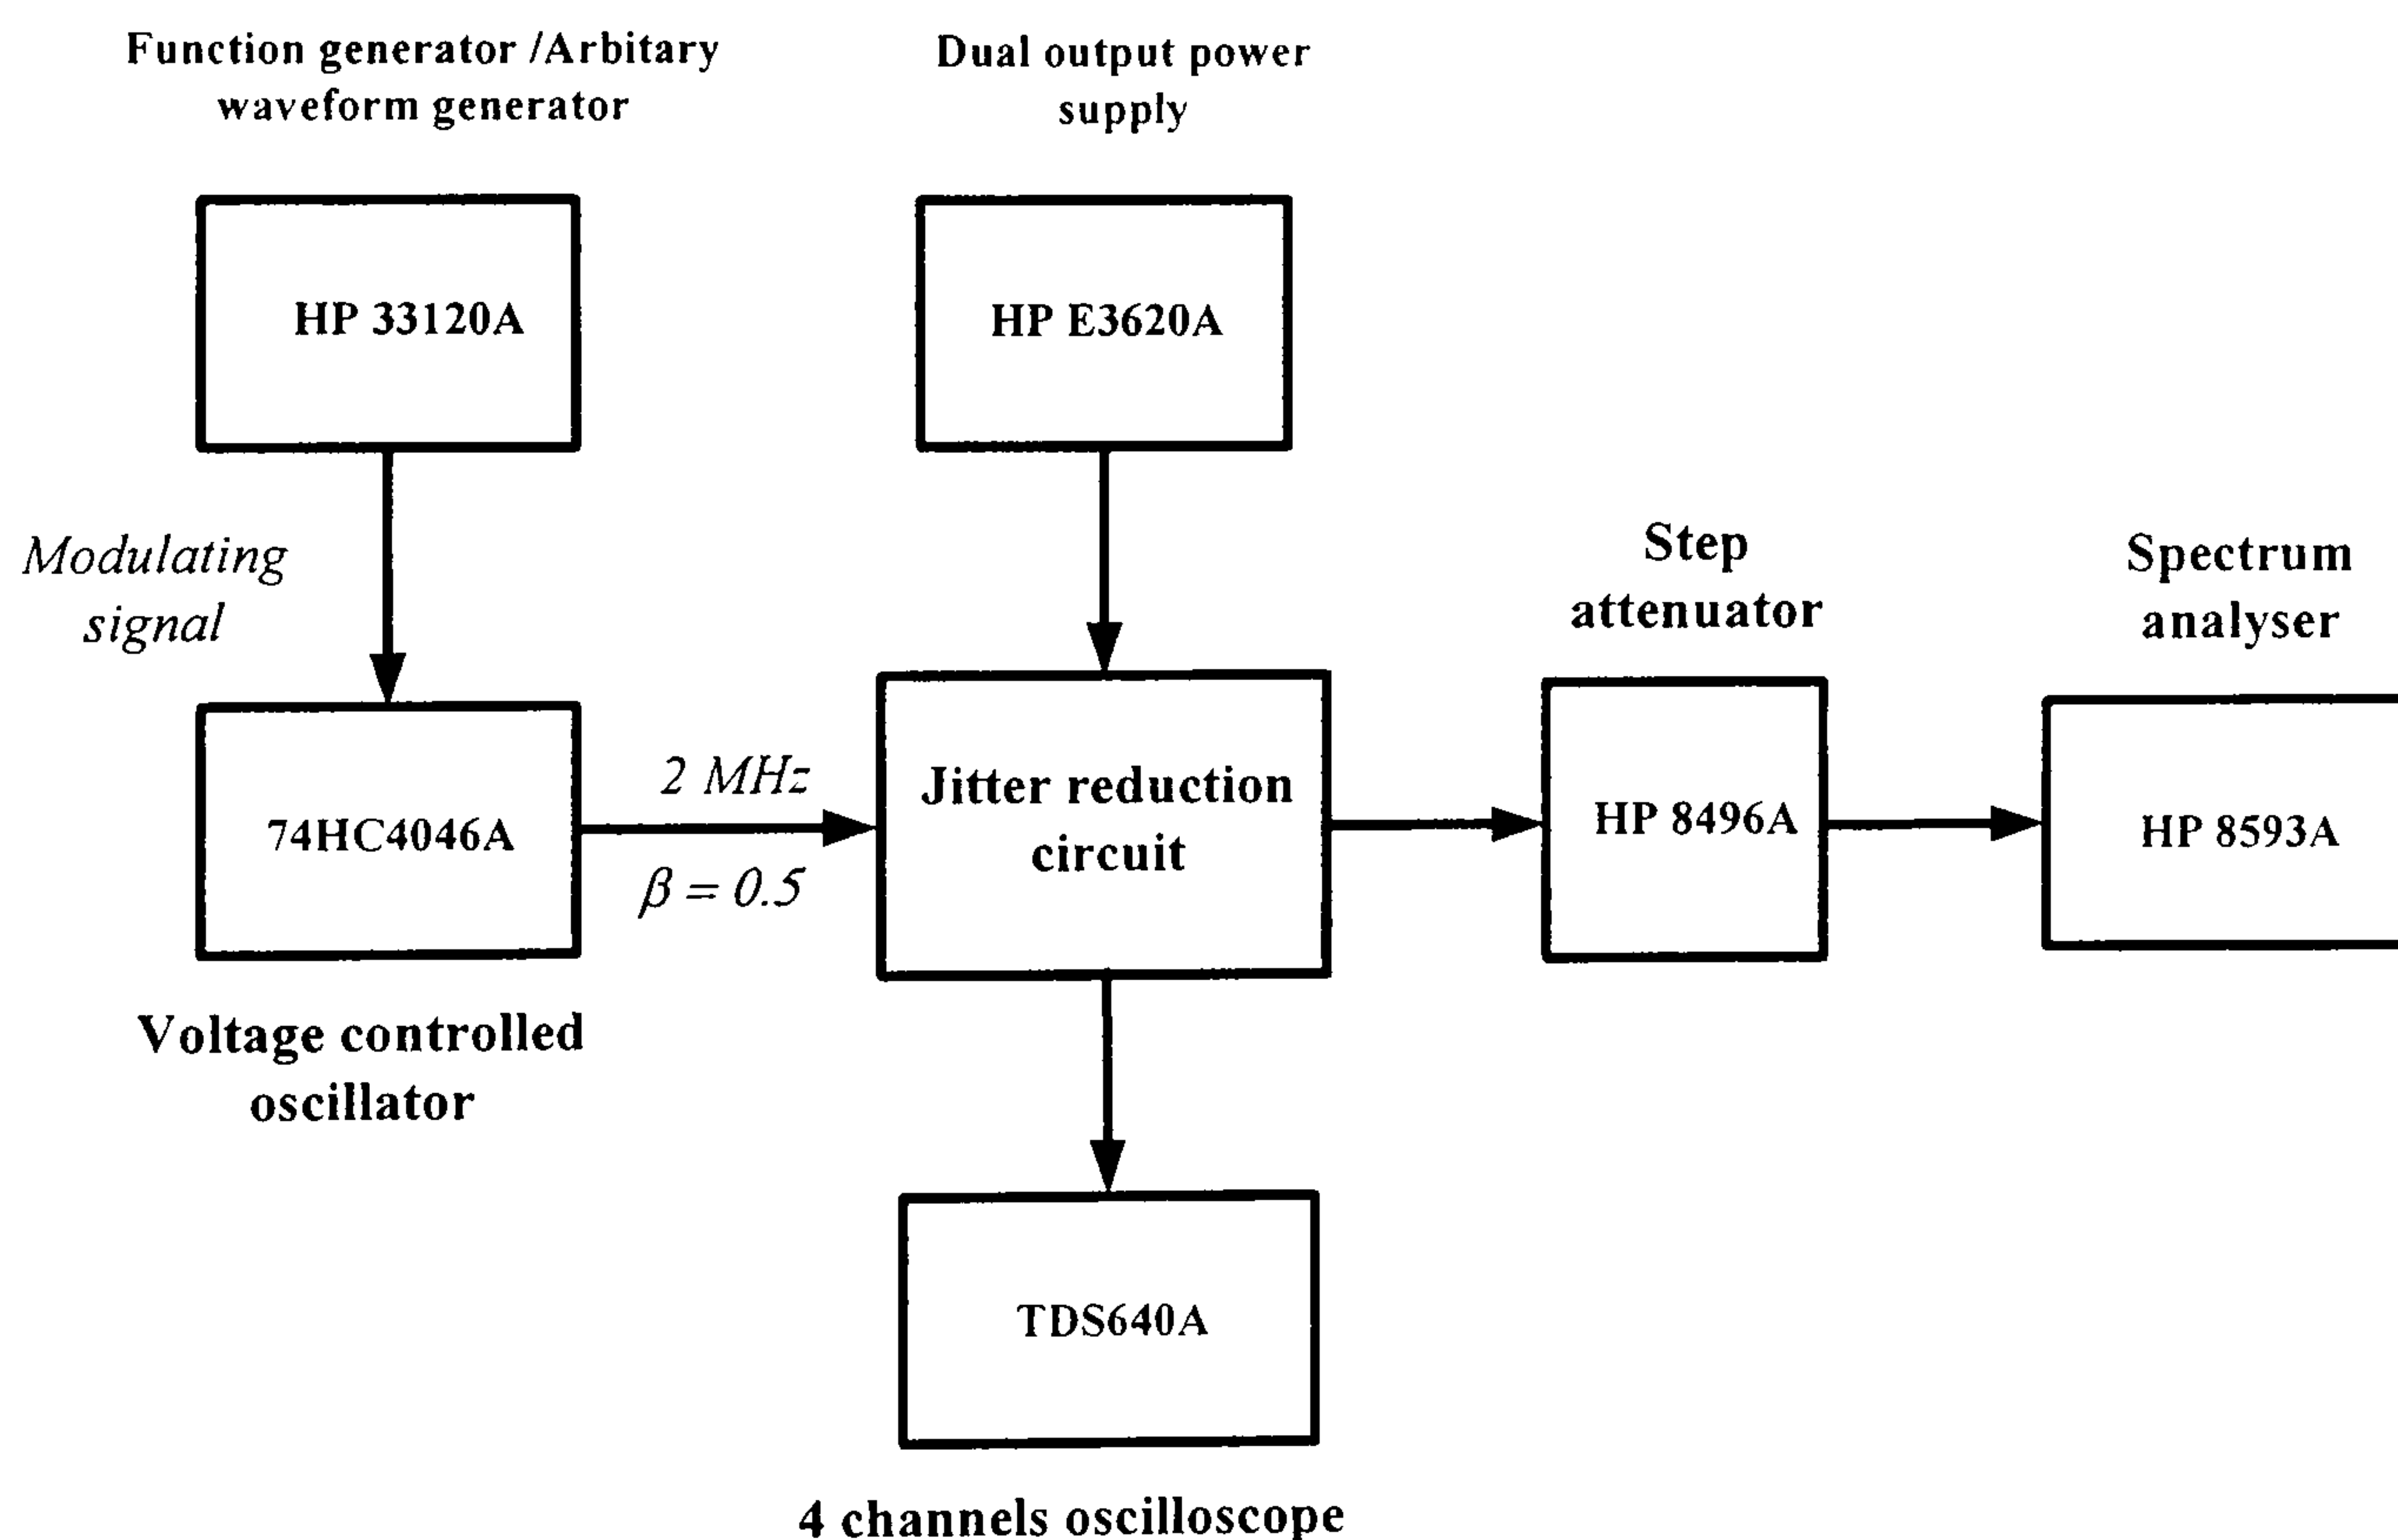 Function generator /Arbitary
waveform generator
Dual output power
supply
HP 33120A
HP E3620A
Modulating
signal
Step
attenuator
Spectrum
analyser
74HC4046A
2 MHz
β = 0.5
Jitter reduction
circuit
HP 8496A
HP 8593A
Voltage controlled
oscillator
TDS640A
4 channels oscilloscope